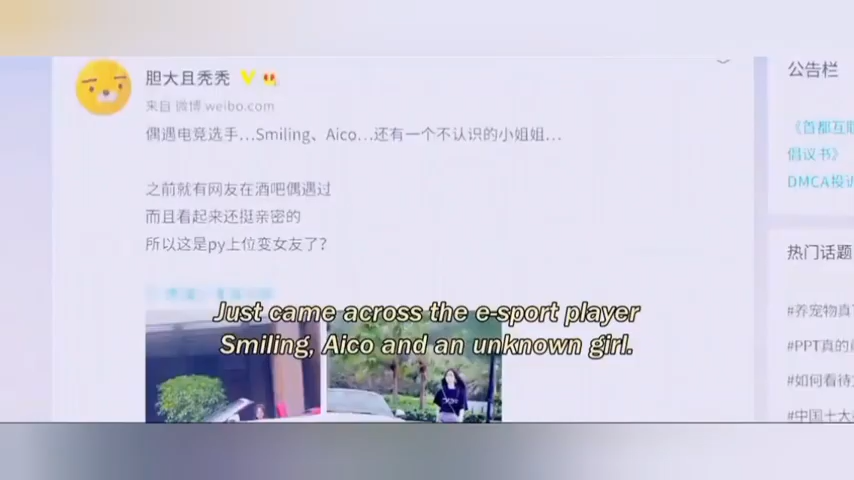 胆大且秃秃
来自 微博 weibo.com
偶遇电竞选手...Smiling、Aico...还有一个不认识的小姐姐...
之前就有网友在酒吧偶遇过
而且看起来还挺亲密的
所以这是py上位变女友了?
Just came across the e-sport player
Smiling, Aico and an unknown girl.
公告栏
《首都互联
倡议书》
DMCA投诉
热门话题
#养宠物真
#PPT真的
#如何看待
#中国十大